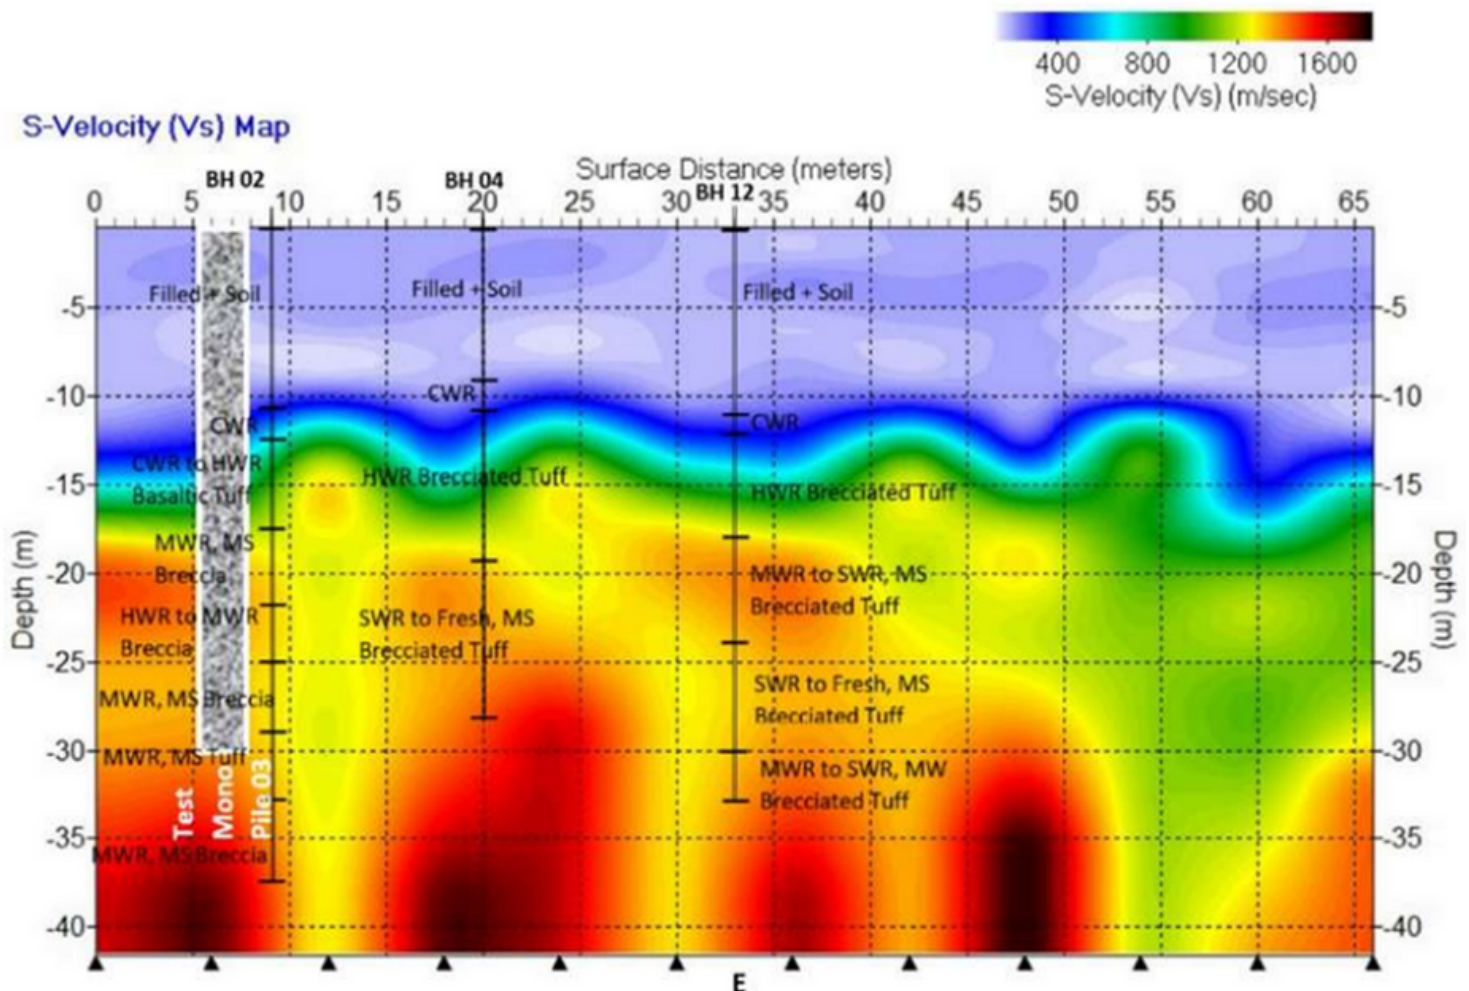 400 800 1200 1600
S-Velocity (Vs) (m/sec)
S-Velocity (Vs) Map
Surface Distance (meters)
BH 02 BH 04 BH 12
0 5 10 15 20 25 30 35 40 45 50 55 60 65
Filled + Soil Filled + Soil Filled + Soil
-5 -5
-10 -10
CWR
CWR CWR
CWR to HWR
Basaltic Tuff
HWR Brecciated Tuff
HWR Brecciated Tuff
-15 -15
MWR, MS
Breccia
-20 -20
MWR to SWR, MS
Brecciated Tuff
HWR to MWR
Breccia
SWR to Fresh, MS
Brecciated Tuff
-25 -25
MWR, MS Breccia
SWR to Fresh, MS
Brecciated Tuff
-30 -30
MWR, MS Tuff
MWR to SWR, MW
Brecciated Tuff
Test
Mono
Pile 03
-35 -35
MWR, MS Breccia
-40 -40
Depth (m)
Depth (m)
E